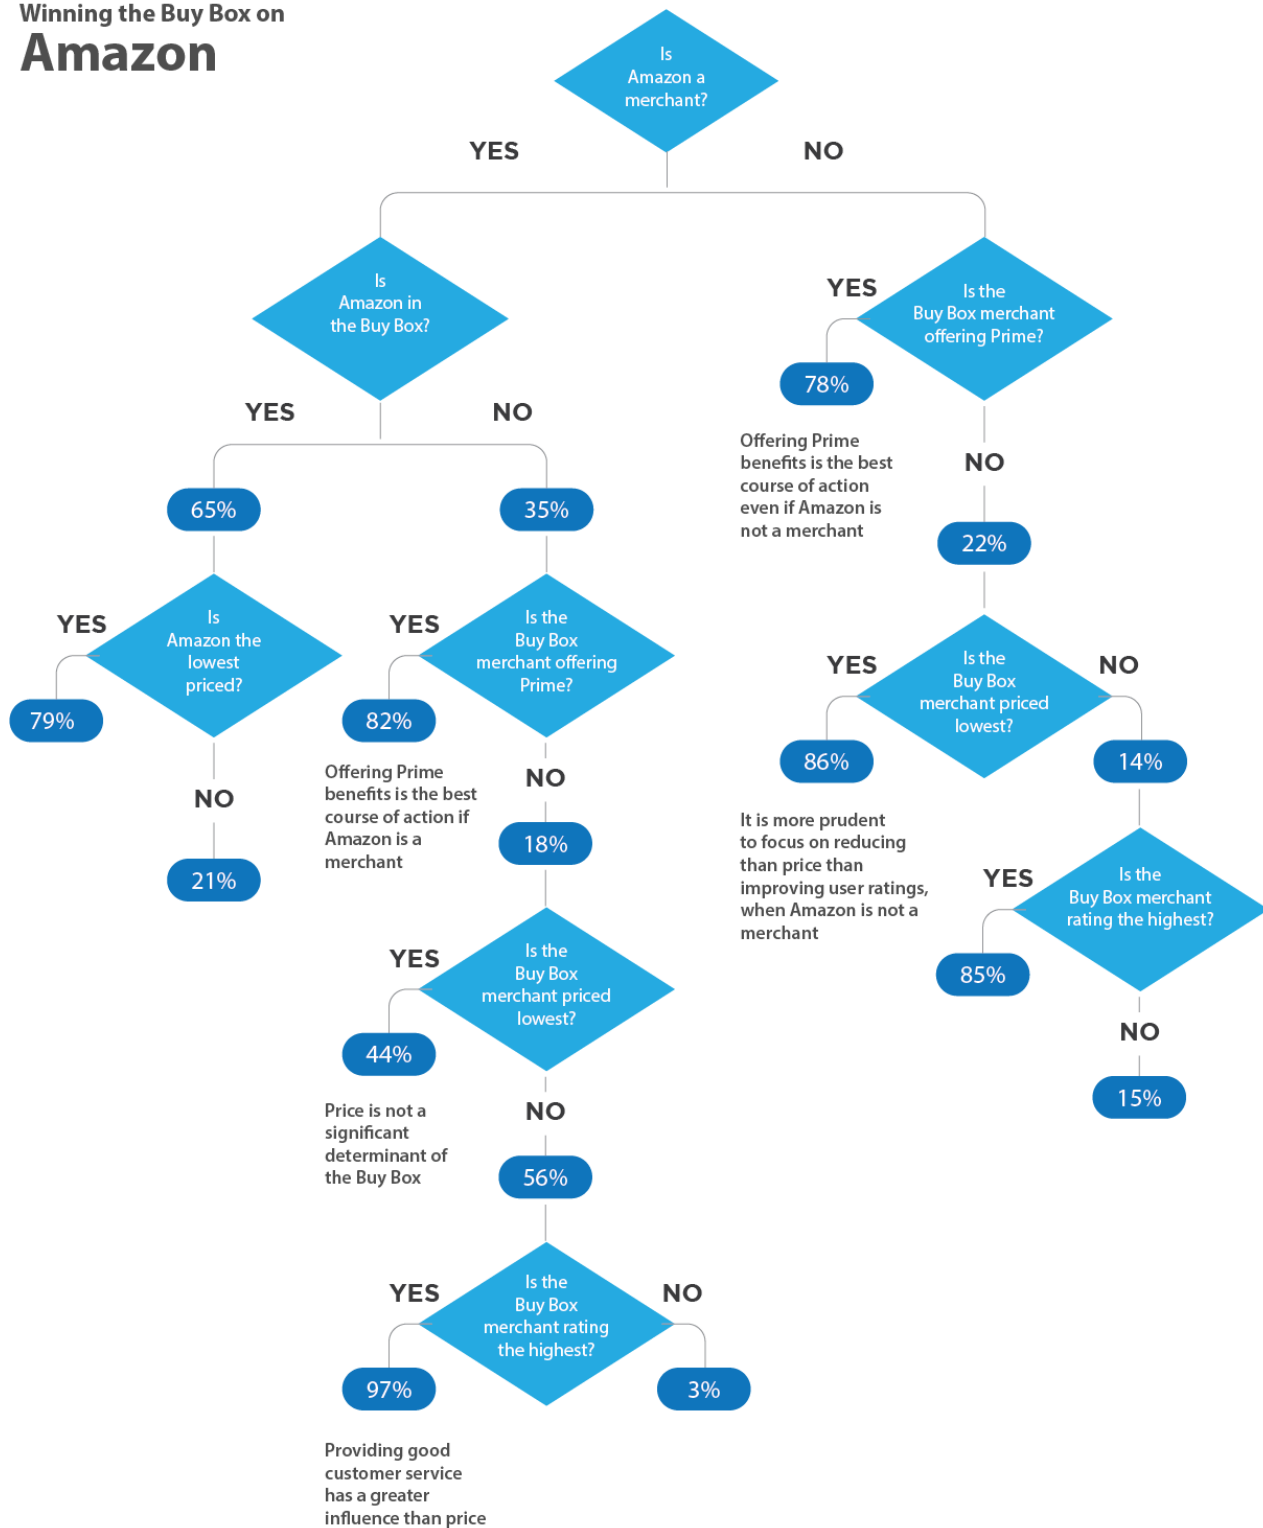 Winning the Buy Box on
Amazon
Is
Amazon a
merchant?
YES
NO
Is
Amazon in
the Buy Box?
YES
NO
65%
35%
Is
Amazon the
lowest
priced?
YES
79%
NO
21%
Is the
Buy Box
merchant offering
Prime?
YES
82%
Offering Prime
benefits is the best
course of action if
Amazon is a
merchant
NO
18%
Is the
Buy Box
merchant priced
lowest?
YES
44%
Price is not a
significant
determinant of
the Buy Box
NO
56%
Is the
Buy Box
merchant rating
the highest?
YES
NO
97%
3%
Providing good
customer service
has a greater
influence than price
Is the
Buy Box merchant
offering Prime?
YES
78%
Offering Prime
benefits is the best
course of action
even if Amazon is
not a merchant
NO
22%
Is the
Buy Box
merchant priced
lowest?
YES
NO
86%
14%
It is more prudent
to focus on reducing
than price than
improving user ratings,
when Amazon is not a
merchant
Is the
Buy Box merchant
rating the highest?
YES
85%
NO
15%